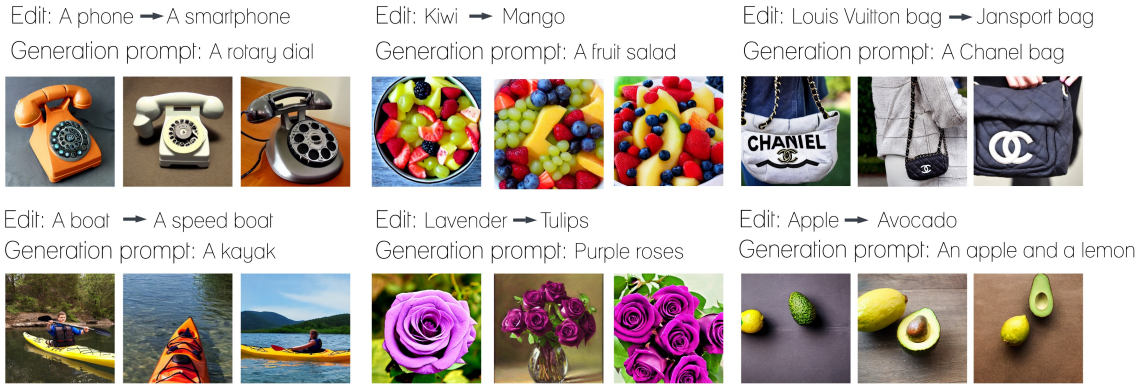 Edit: A phone → A smartphone
Generation prompt: A rotary dial
Edit: Kiwi → Mango
Generation prompt: A fruit salad
Edit: Louis Vuitton bag → Jansport bag
Generation prompt: A Chanel bag
CHANIEL
Edit: A boat → A speed boat
Generation prompt: A kayak
Edit: Lavender → Tulips
Generation prompt: Purple roses
Edit: Apple → Avocado
Generation prompt: An apple and a lemon